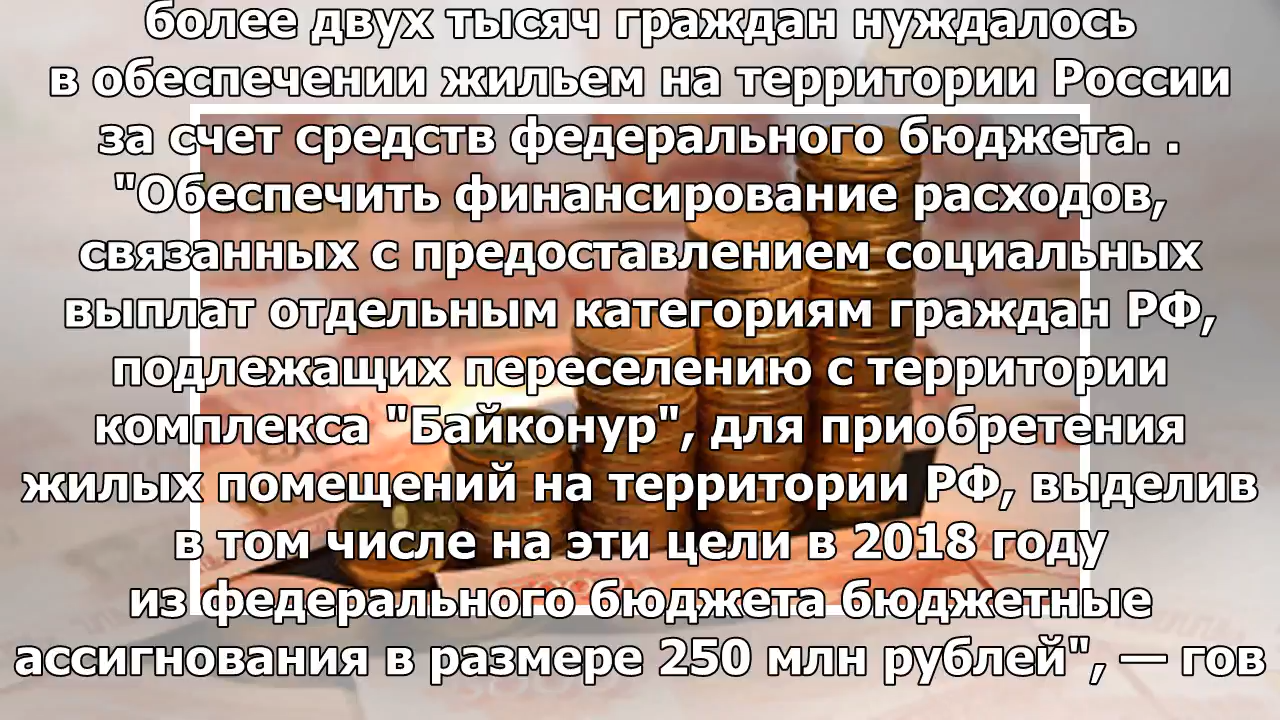 более двух тысяч граждан нуждалось
в обеспечении жильем на территории России
за счет средств федерального бюджета. .
"Обеспечить финансирование расходов,
связанных с предоставлением социальных
выплат отдельным категориям граждан РФ,
подлежащих переселению с территории
комплекса "Байконур", для приобретения
жилых помещений на территории РФ, выделив
в том числе на эти цели в 2018 году
из федерального бюджета бюджетные
ассигнования в размере 250 млн рублей", — гов